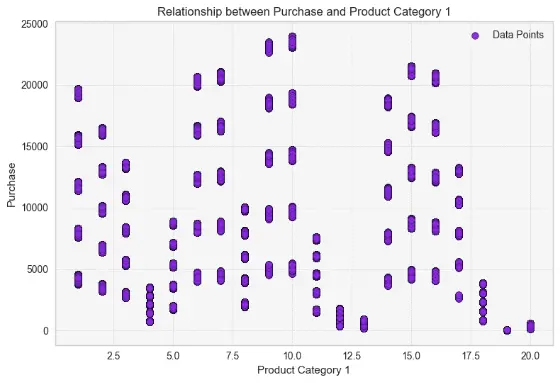 Relationship between Purchase and Product Category 1
Data Points
25000
20000
15000
10000
5000
0
Purchase
2.5 5.0 7.5 10.0 12.5 15.0 17.5 20.0
Product Category 1